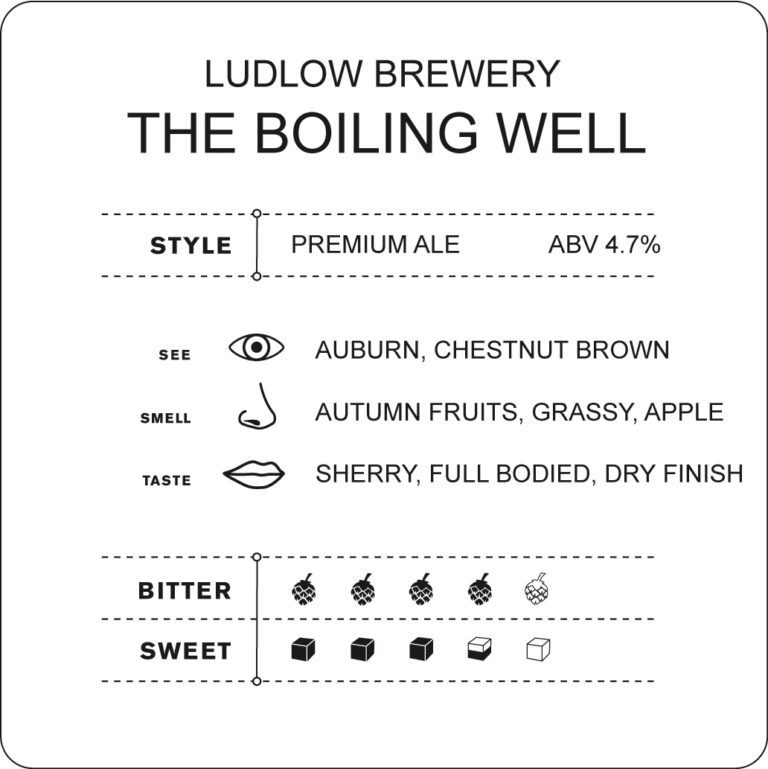 LUDLOW BREWERY
THE BOILING WELL
STYLE PREMIUM ALE ABV 4.7%
SEE AUBURN, CHESTNUT BROWN
SMELL AUTUMN FRUITS, GRASSY, APPLE
TASTE SHERRY, FULL BODIED, DRY FINISH
BITTER
SWEET